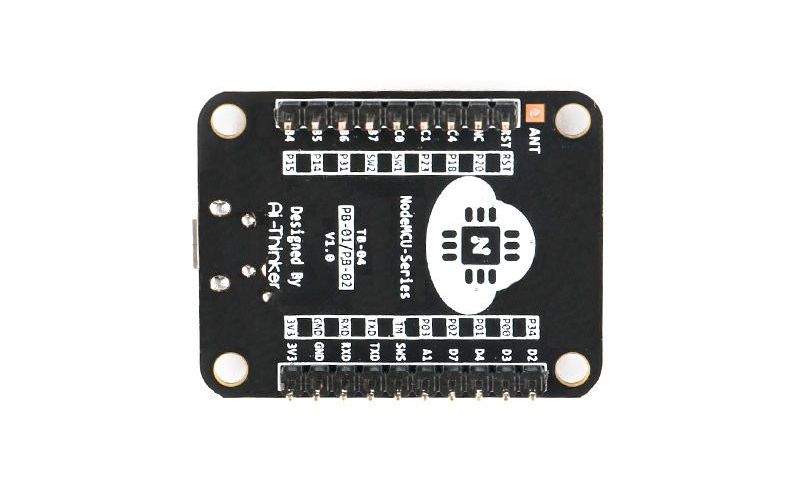 B4 B5 B6 B7 C0 C1 C4 NC RST
ANT
P15 P14 P31 SW2 SW1 P23 P18 P20 RST
NodeMCU-Series
N
TB-04
PB-01/PB-02
V1.0
Designed By
Ai-Thinker
3V3 GND RXD TXD TM P03 P02 P01 P00 P34
3V3 GND RXD TXD SWS A1 D7 D4 D3 D2